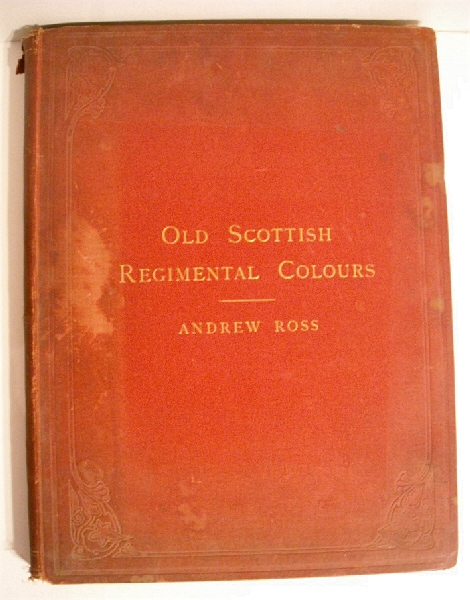 OLD SCOTTISH
REGIMENTAL COLOURS
ANDREW ROSS